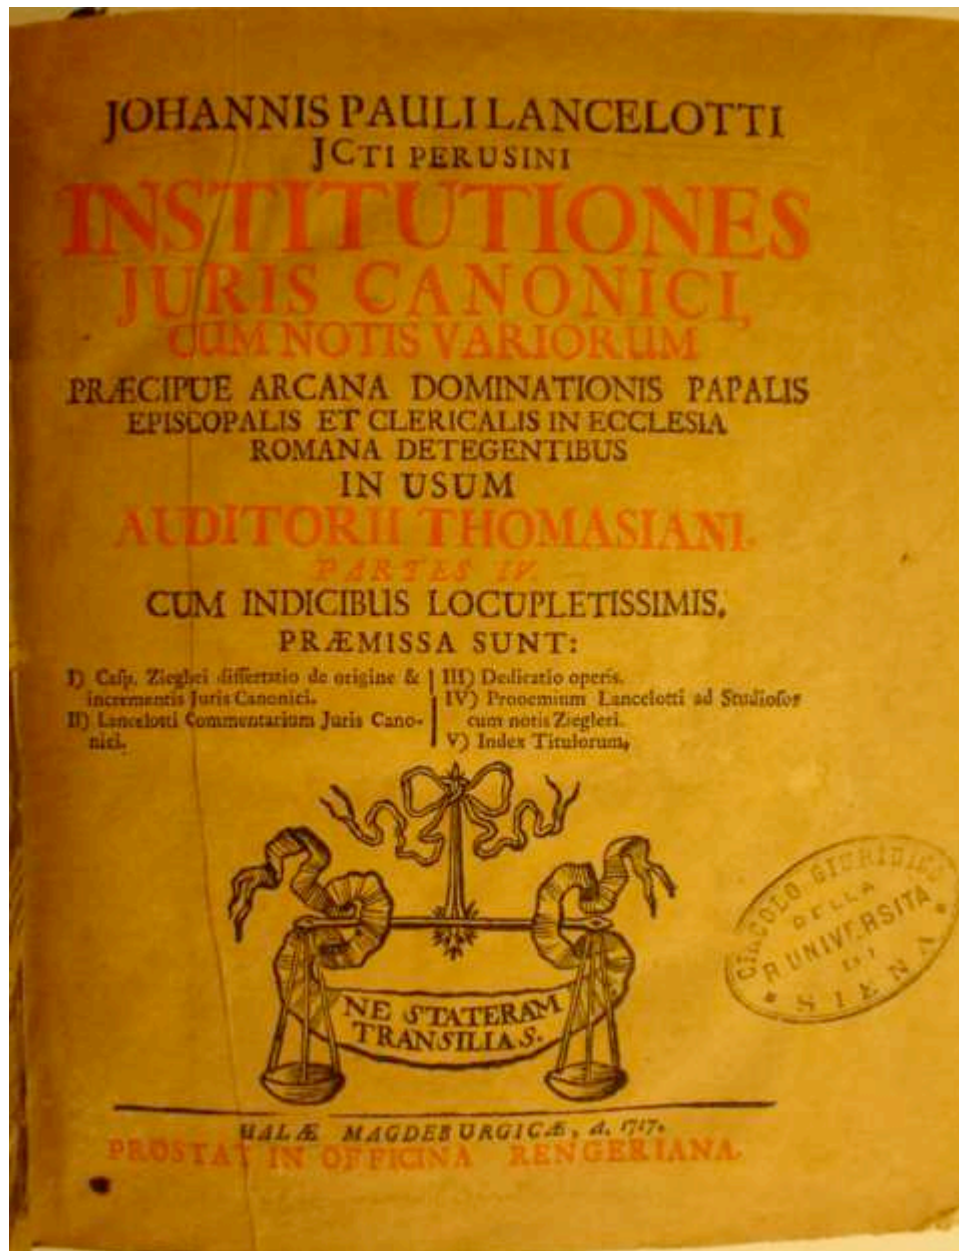 JOHANNIS PAULI LANCELOTTI
JCTI PERUSINI
INSTITUTIONES
JURIS CANONICI,
CUM NOTIS VARIORUM
PRÆCIPUE ARCANA DOMINATIONIS PAPALIS
EPISCOPALIS ET CLERICALIS IN ECCLESIA
ROMANA DETEGENTIBUS
IN USUM
AUDITORII THOMASIANI.
PARTES IV.
CUM INDICIBUS LOCUPLETISSIMIS.
PRÆMISSA SUNT:
I) Casp. Ziegleri dissertatio de origine &
incrementis Juris Canonici.
II) Lancelotti Commentarium Juris Cano-
nici.
III) Dedicatio operis.
IV) Prooemium Lancelotti ad Studiosos
cum notis Ziegleri.
V) Index Titulorum.
NE STATERAM
TRANSILIAS.
CIRCOLO GIURIDICO
DELLA
R UNIVERSITÀ
DI
SIENA
HALÆ MAGDEBURGICÆ, A. 1717.
PROSTAT IN OFFICINA RENGERIANA.